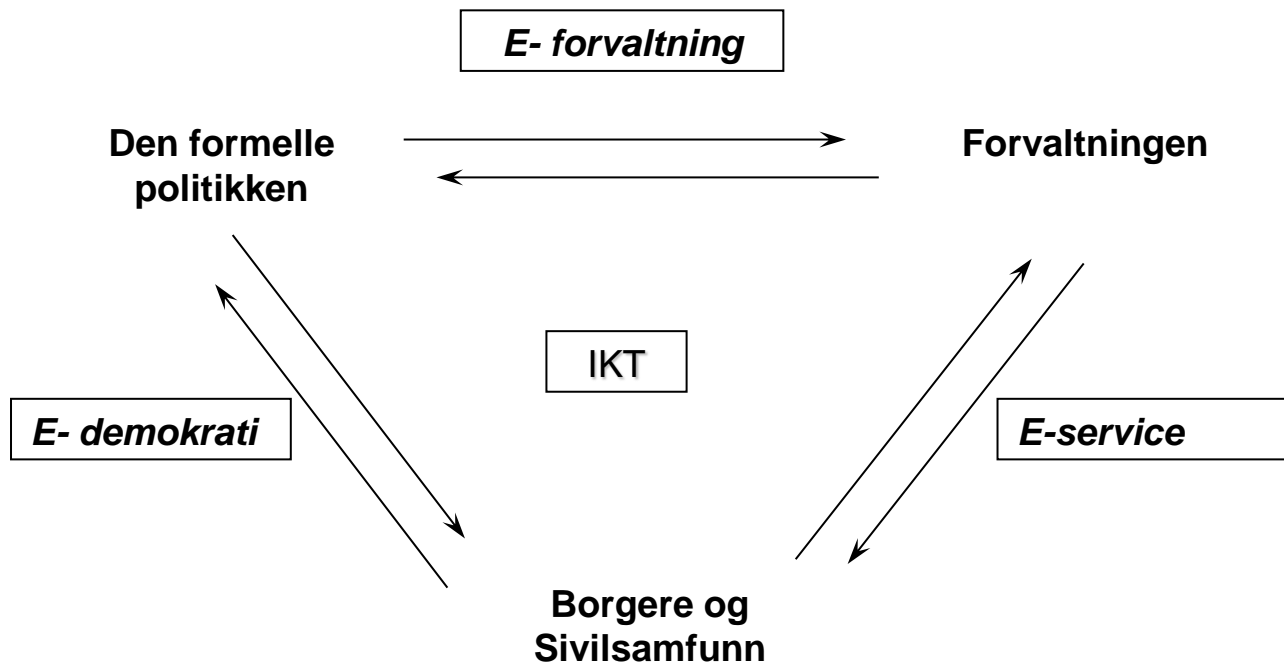 E- forvaltning
Den formelle
politikken
Forvaltningen
IKT
E- demokrati
E-service
Borgere og
Sivilsamfunn